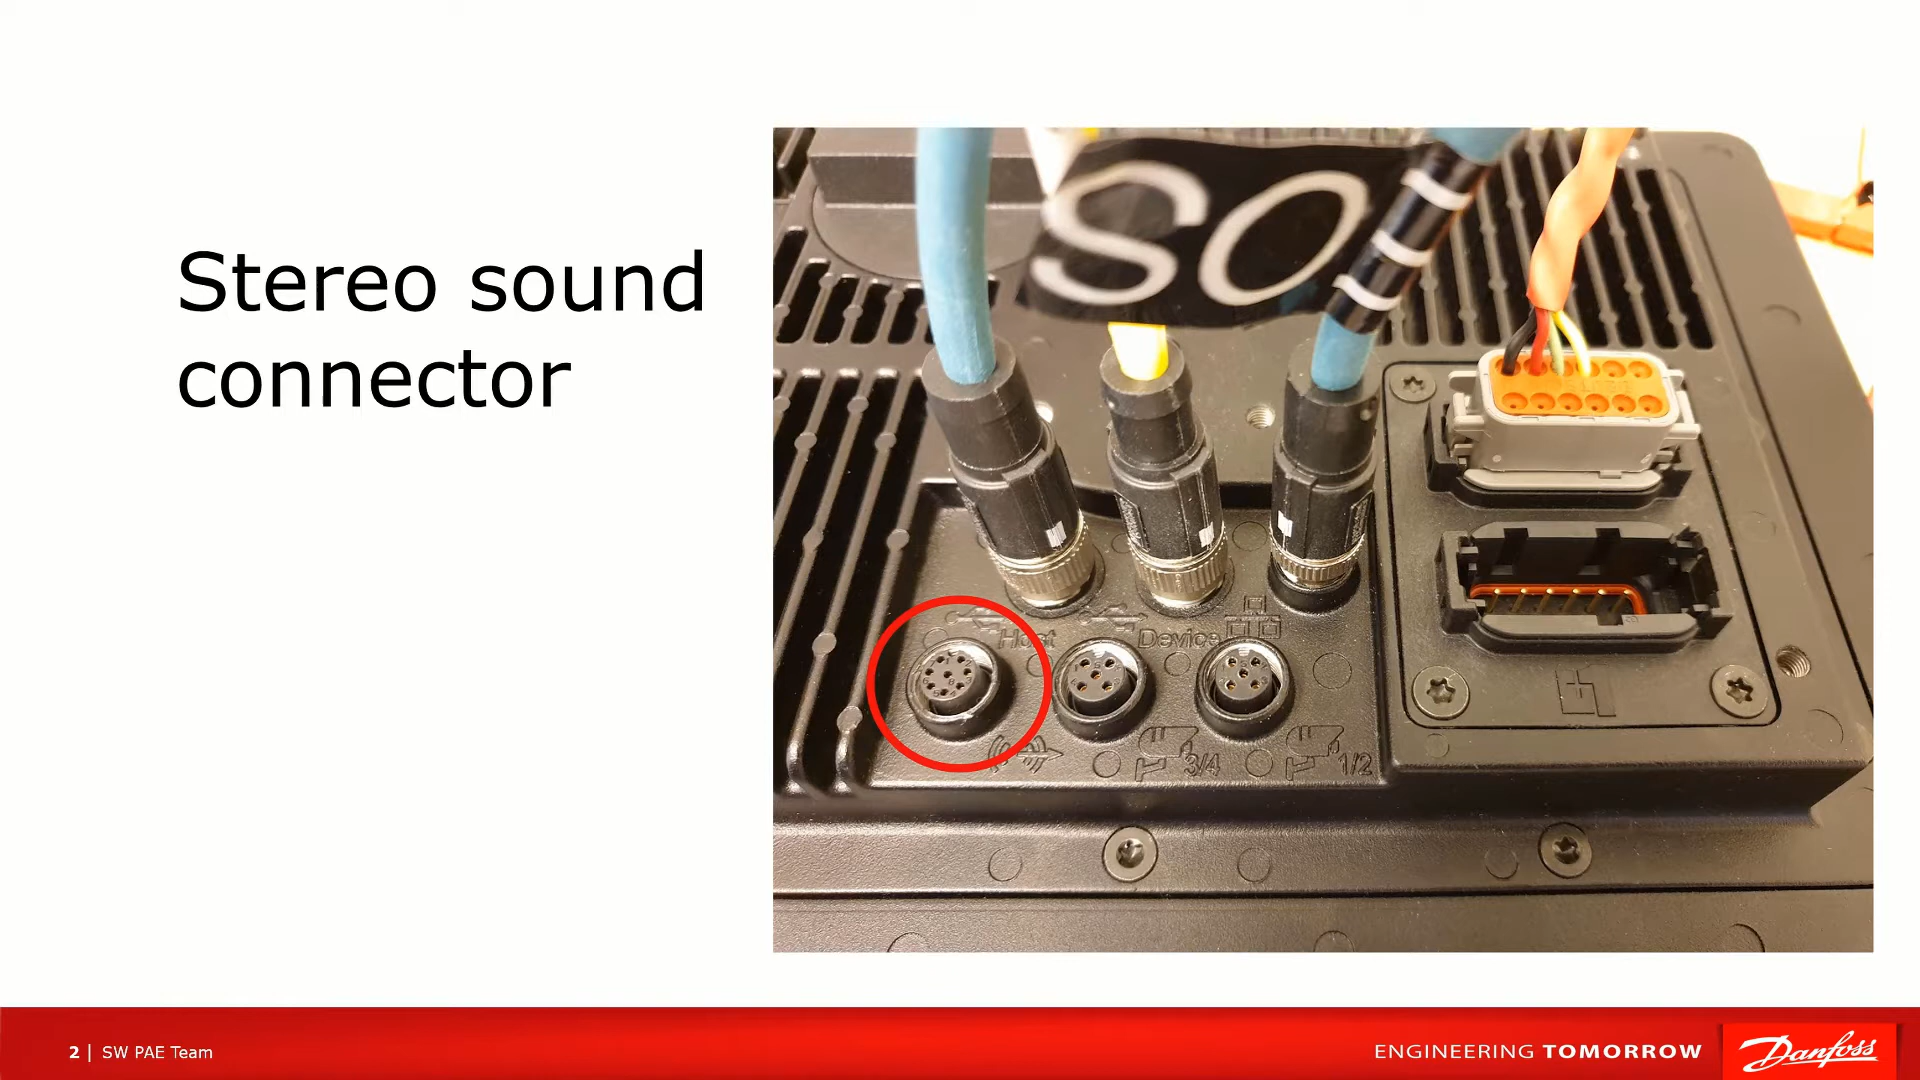 Stereo sound
connector
SO
Host
Device
3/4
1/2
2 | SW PAE Team
ENGINEERING TOMORROW
Danfoss